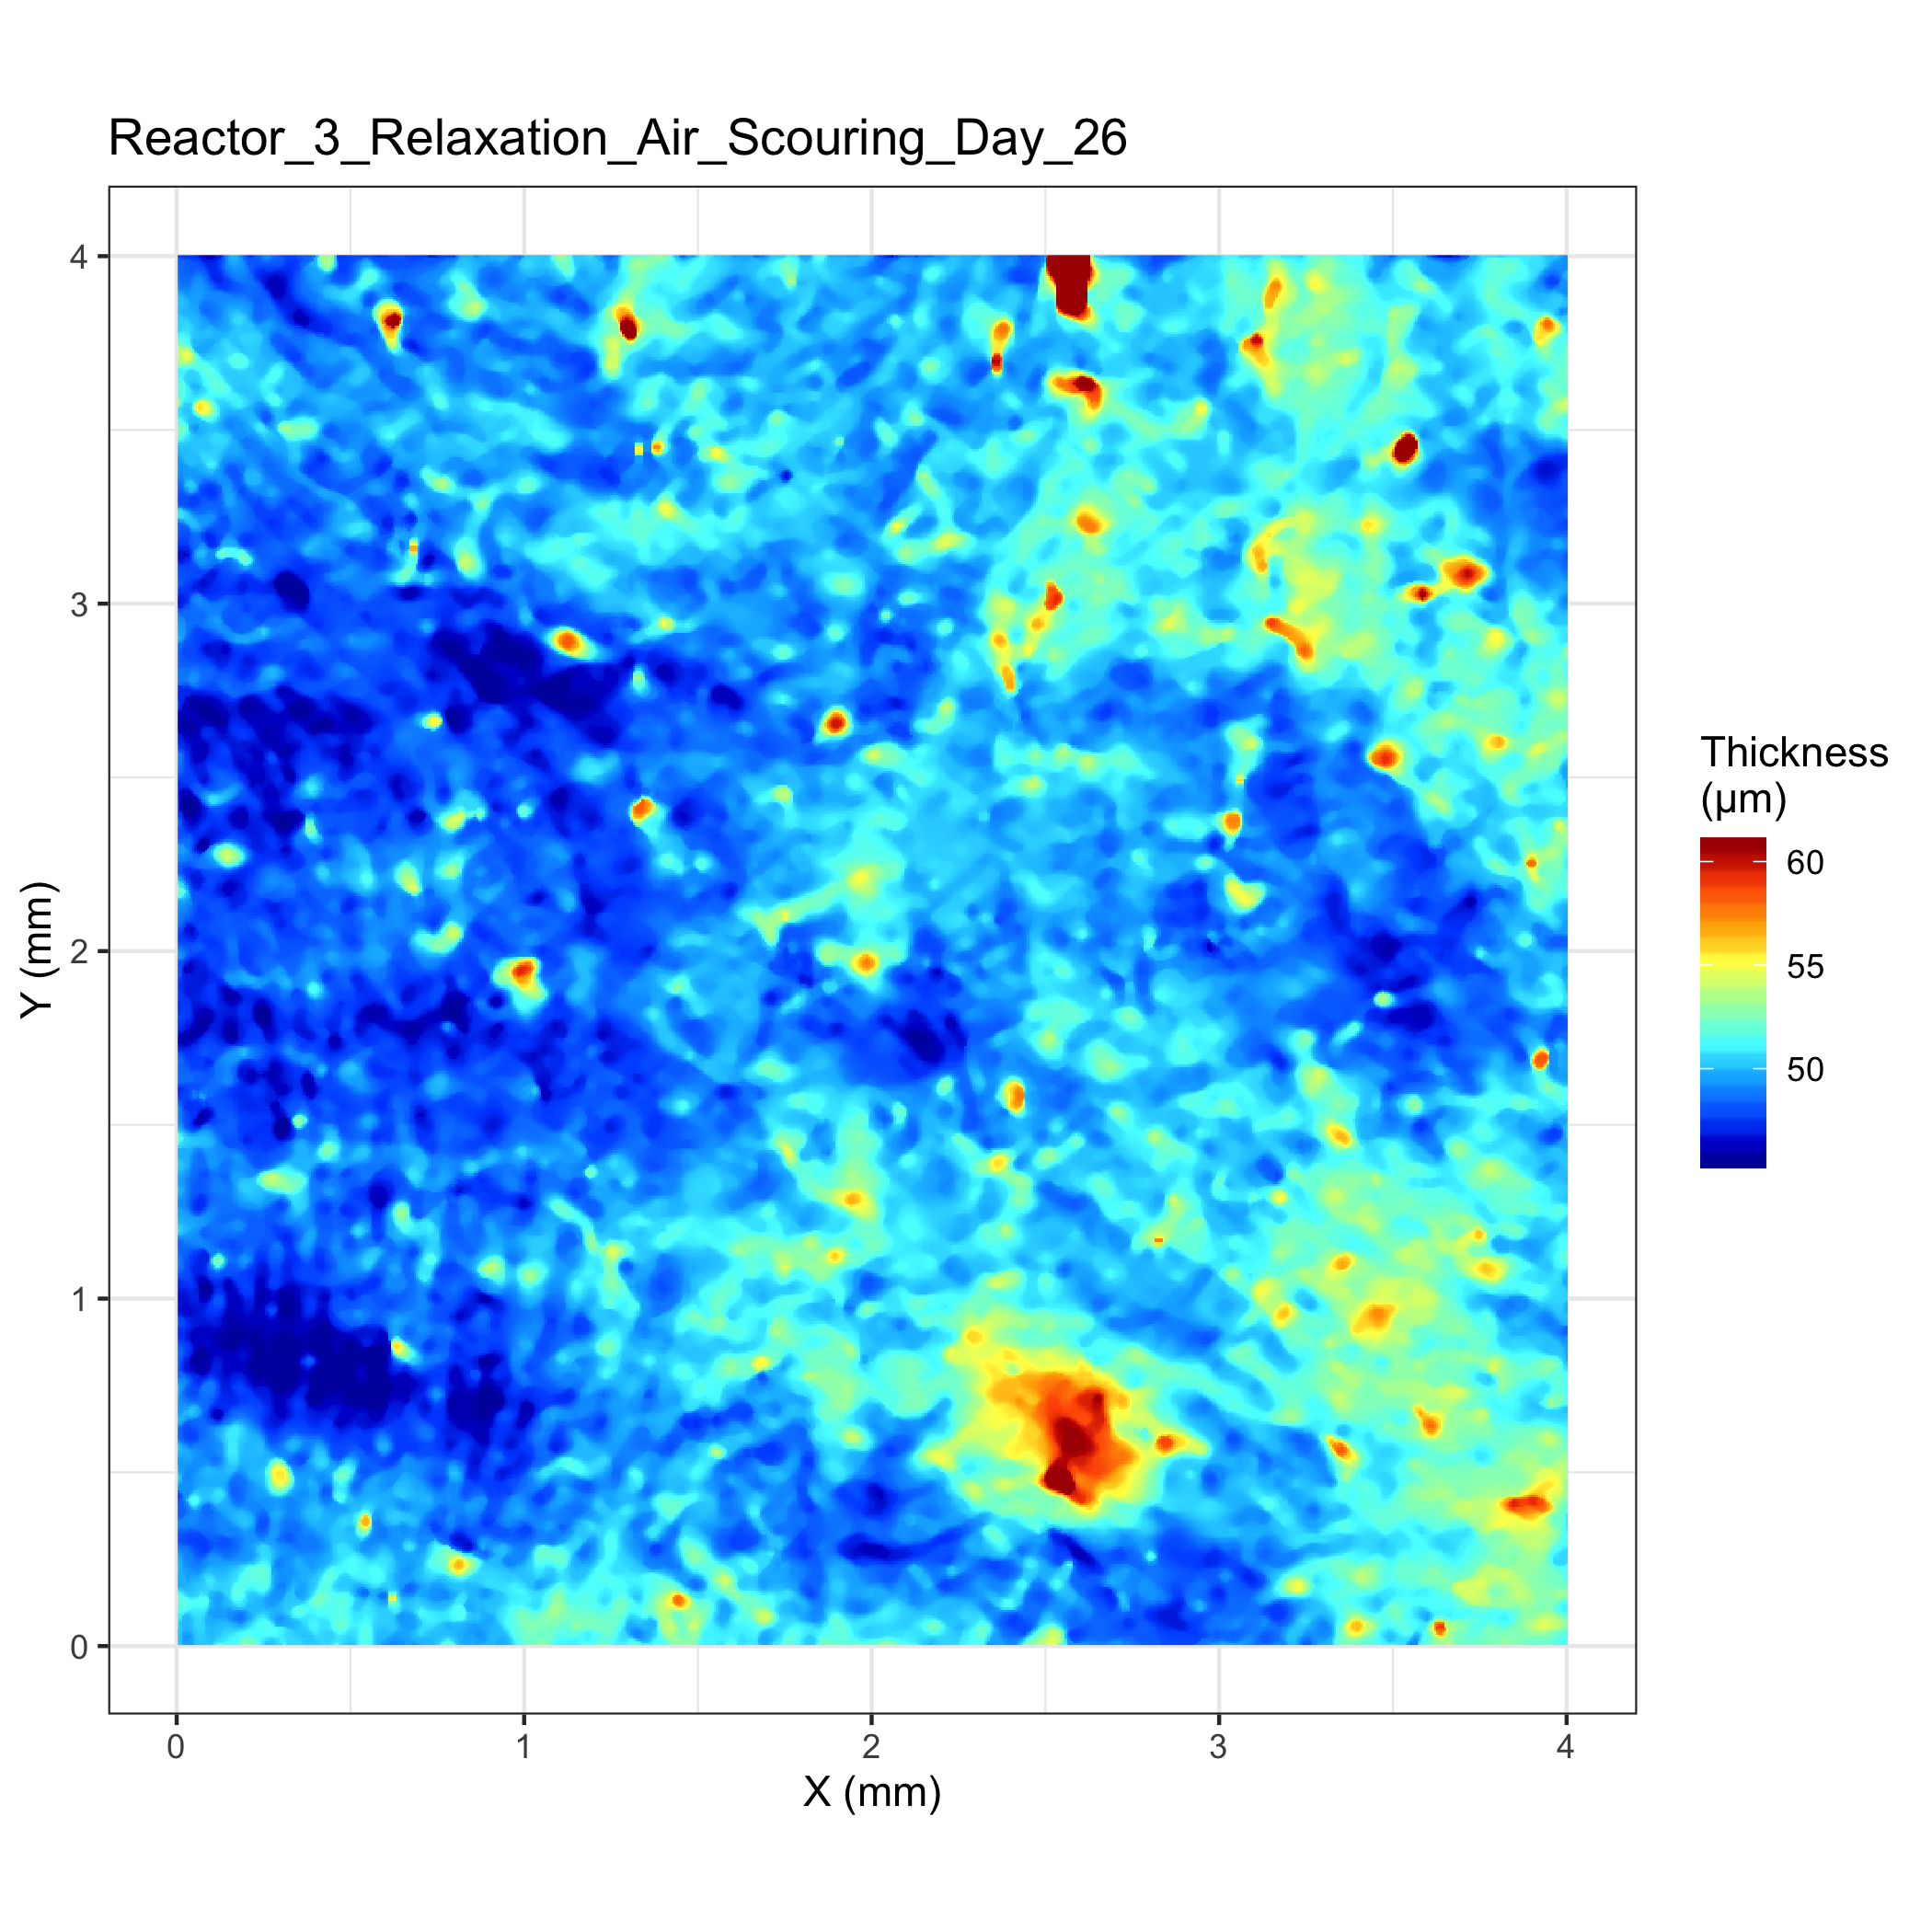 Reactor_3_Relaxation_Air_Scouring_Day_26
4
3
2
1
0
Y (mm)
0 1 2 3 4
X (mm)
Thickness
(µm)
60
55
50